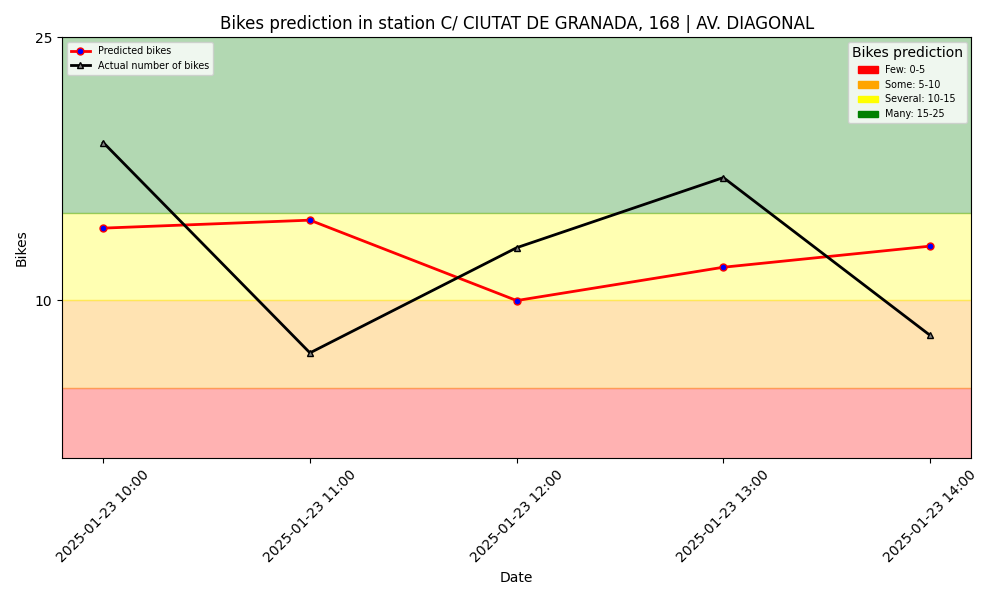 Bikes prediction in station C/ CIUTAT DE GRANADA, 168 | AV. DIAGONAL
25
Predicted bikes
Actual number of bikes
Bikes prediction
Few: 0-5
Some: 5-10
Several: 10-15
Many: 15-25
Bikes
10
2025-01-23 10:00
2025-01-23 11:00
2025-01-23 12:00
2025-01-23 13:00
2025-01-23 14:00
Date